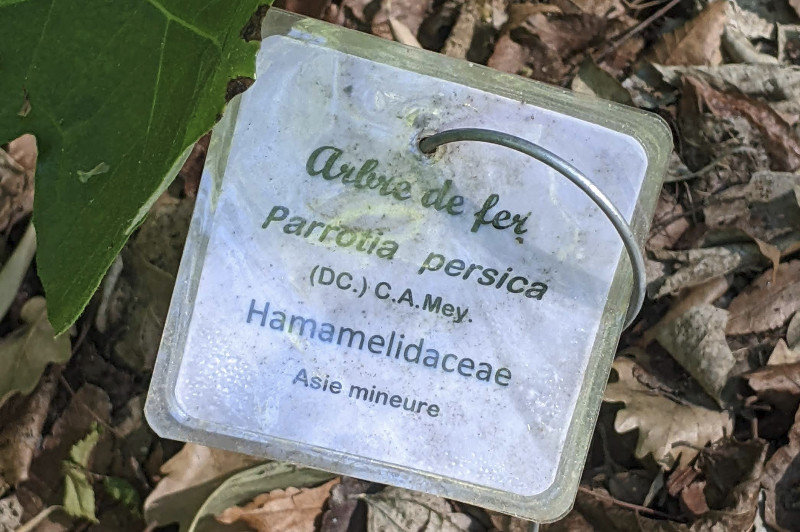 Arbre de fer
Parrotia persica
(DC.) C.A.Mey.
Hamamelidaceae
Asie mineure